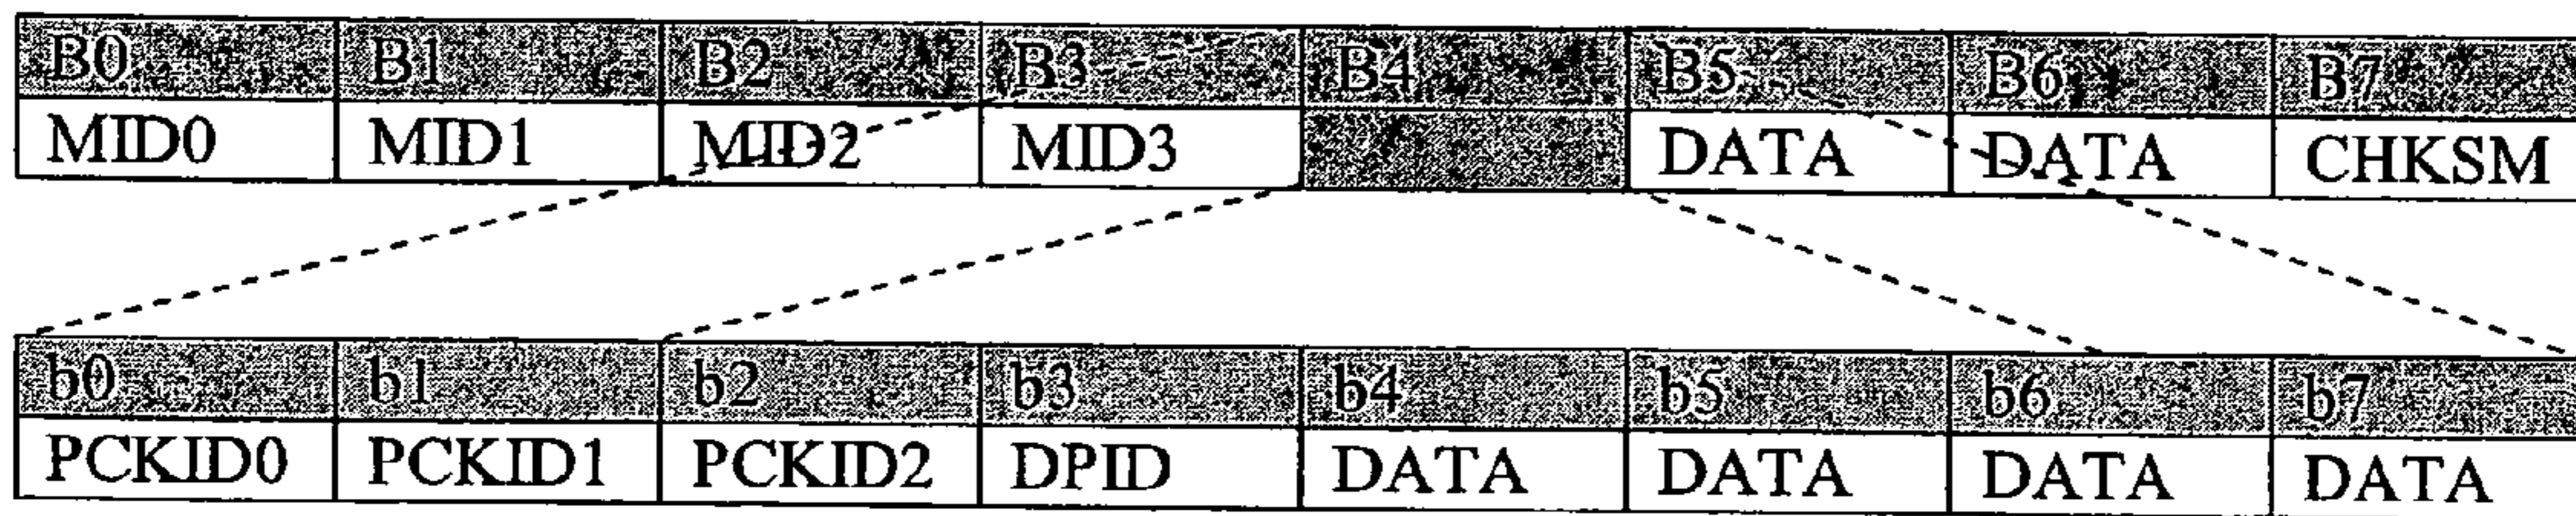 B0 B1 B2 B3 B4 B5 B6 B7
MID0 MID1 MID2 MID3 DATA DATA CHKSM
b0 b1 b2 b3 b4 b5 b6 b7
PCKID0 PCKID1 PCKID2 DPID DATA DATA DATA DATA